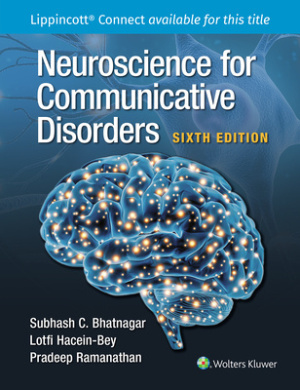 Lippincott® Connect available for this title
Neuroscience for
Communicative
Disorders SIXTH EDITION
Subhash C. Bhatnagar
Lotfi Hacein-Bey
Pradeep Ramanathan
Wolters Kluwer